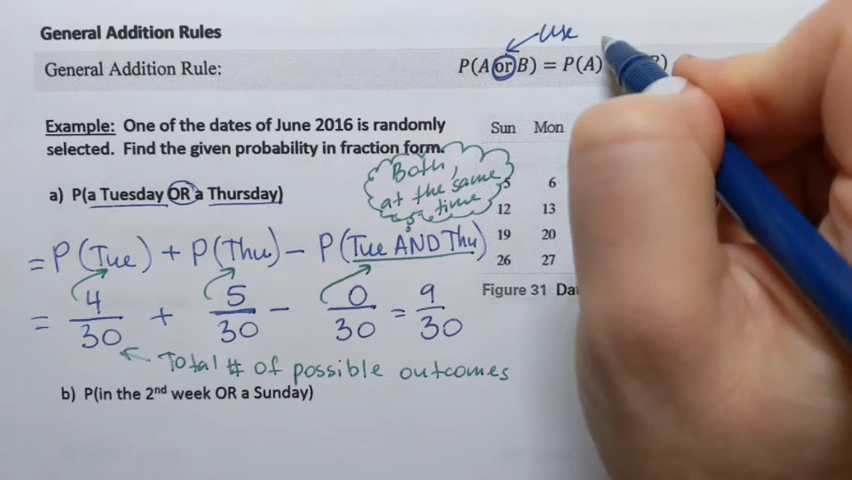 General Addition Rules
use
General Addition Rule: P(A or B) = P(A)
Example: One of the dates of June 2016 is randomly
selected. Find the given probability in fraction form.
Sun Mon
Both,
at the same
time
a) P(a Tuesday OR a Thursday)
5 6
12 13
19 20
26 27
= P(Tue) + P(Thu) - P(Tue AND Thu)
Figure 31
= 4/30 + 5/30 - 0/30 = 9/30
Total # of possible outcomes
b) P(in the 2nd week OR a Sunday)